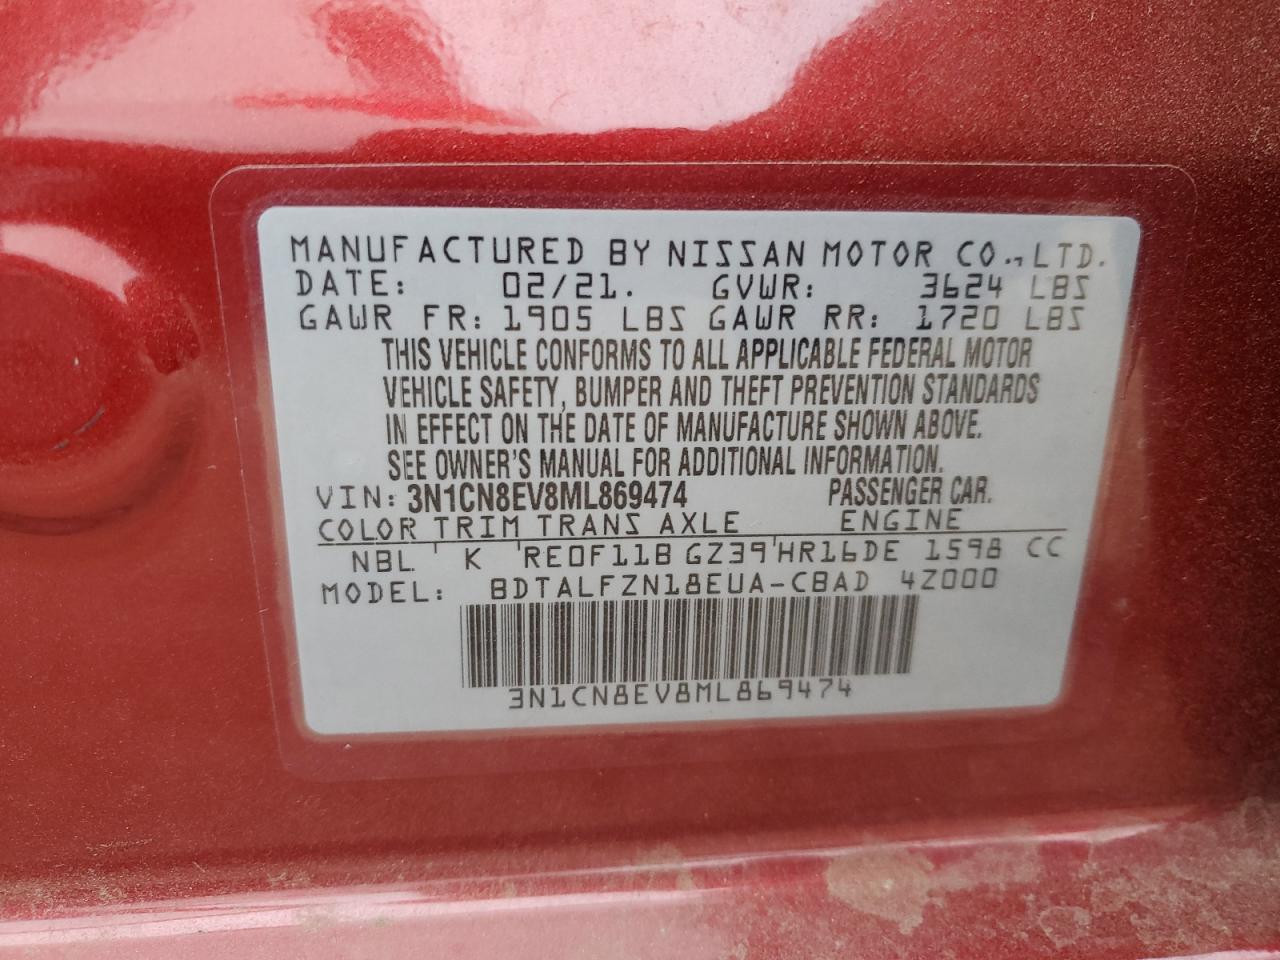 MANUFACTURED BY NISSAN MOTOR CO., LTD.
DATE: 02/21. GVWR: 3624 LBS
GAWR FR: 1905 LBS GAWR RR: 1720 LBS
THIS VEHICLE CONFORMS TO ALL APPLICABLE FEDERAL MOTOR
VEHICLE SAFETY, BUMPER AND THEFT PREVENTION STANDARDS
IN EFFECT ON THE DATE OF MANUFACTURE SHOWN ABOVE.
SEE OWNER'S MANUAL FOR ADDITIONAL INFORMATION.
VIN: 3N1CN8EV8ML869474 PASSENGER CAR.
COLOR TRIM TRANS AXLE ENGINE
NBL ' K 'RE0F11B GZ39'HR16DE 1598 CC
MODEL: BDTALFZN18EUA-CBAD 4Z000
3N1CN8EV8ML869474